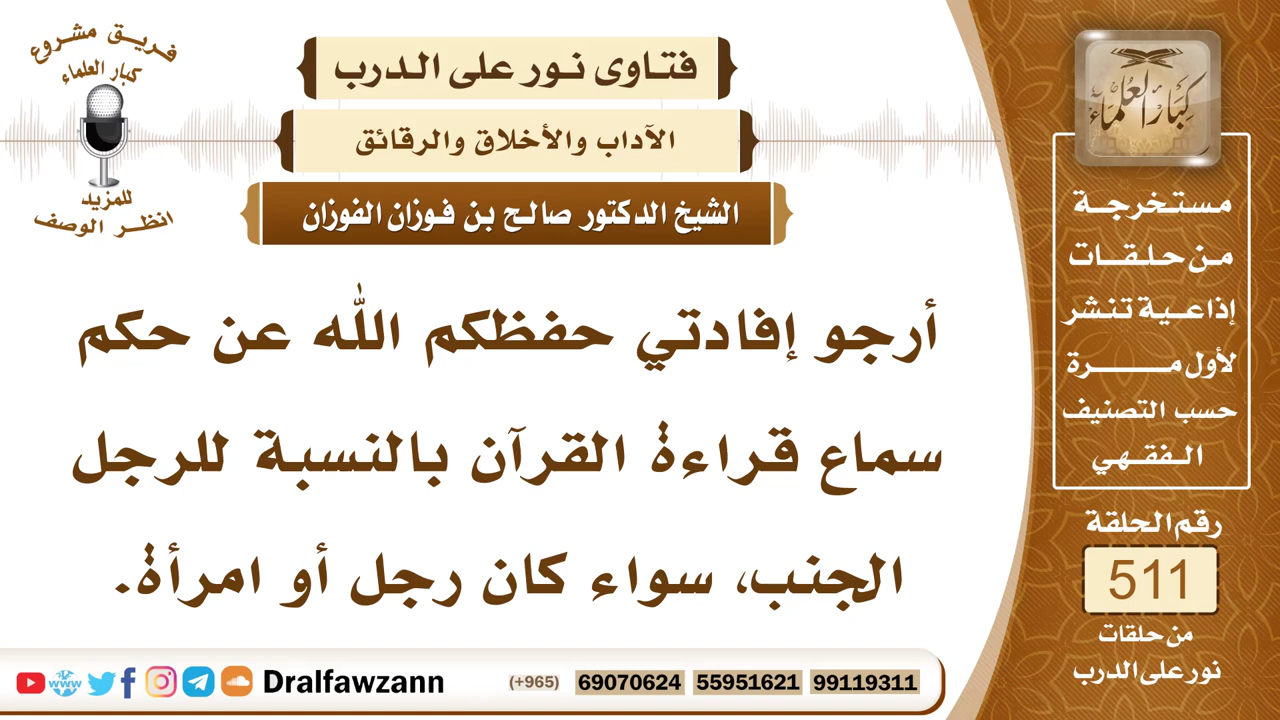 فريق مشروع
كبار العلماء
للمزيد
انظر الوصف
فتاوى نور على الدرب
الآداب والأخلاق والرقائق
الشيخ الدكتور صالح بن فوزان الفوزان
أرجو إفادتي حفظكم الله عن حكم
سماع قراءة القرآن بالنسبة للرجل
الجنب، سواء كان رجل أو امرأة.
كبار العلماء
مستخرجة
من حلقات
إذاعية تنشر
لأول مرة
حسب التصنيف
الفقهي
رقم الحلقة
511
من حلقات
نور على الدرب
www
Dralfawzann
(+965) 69070624 55951621 99119311